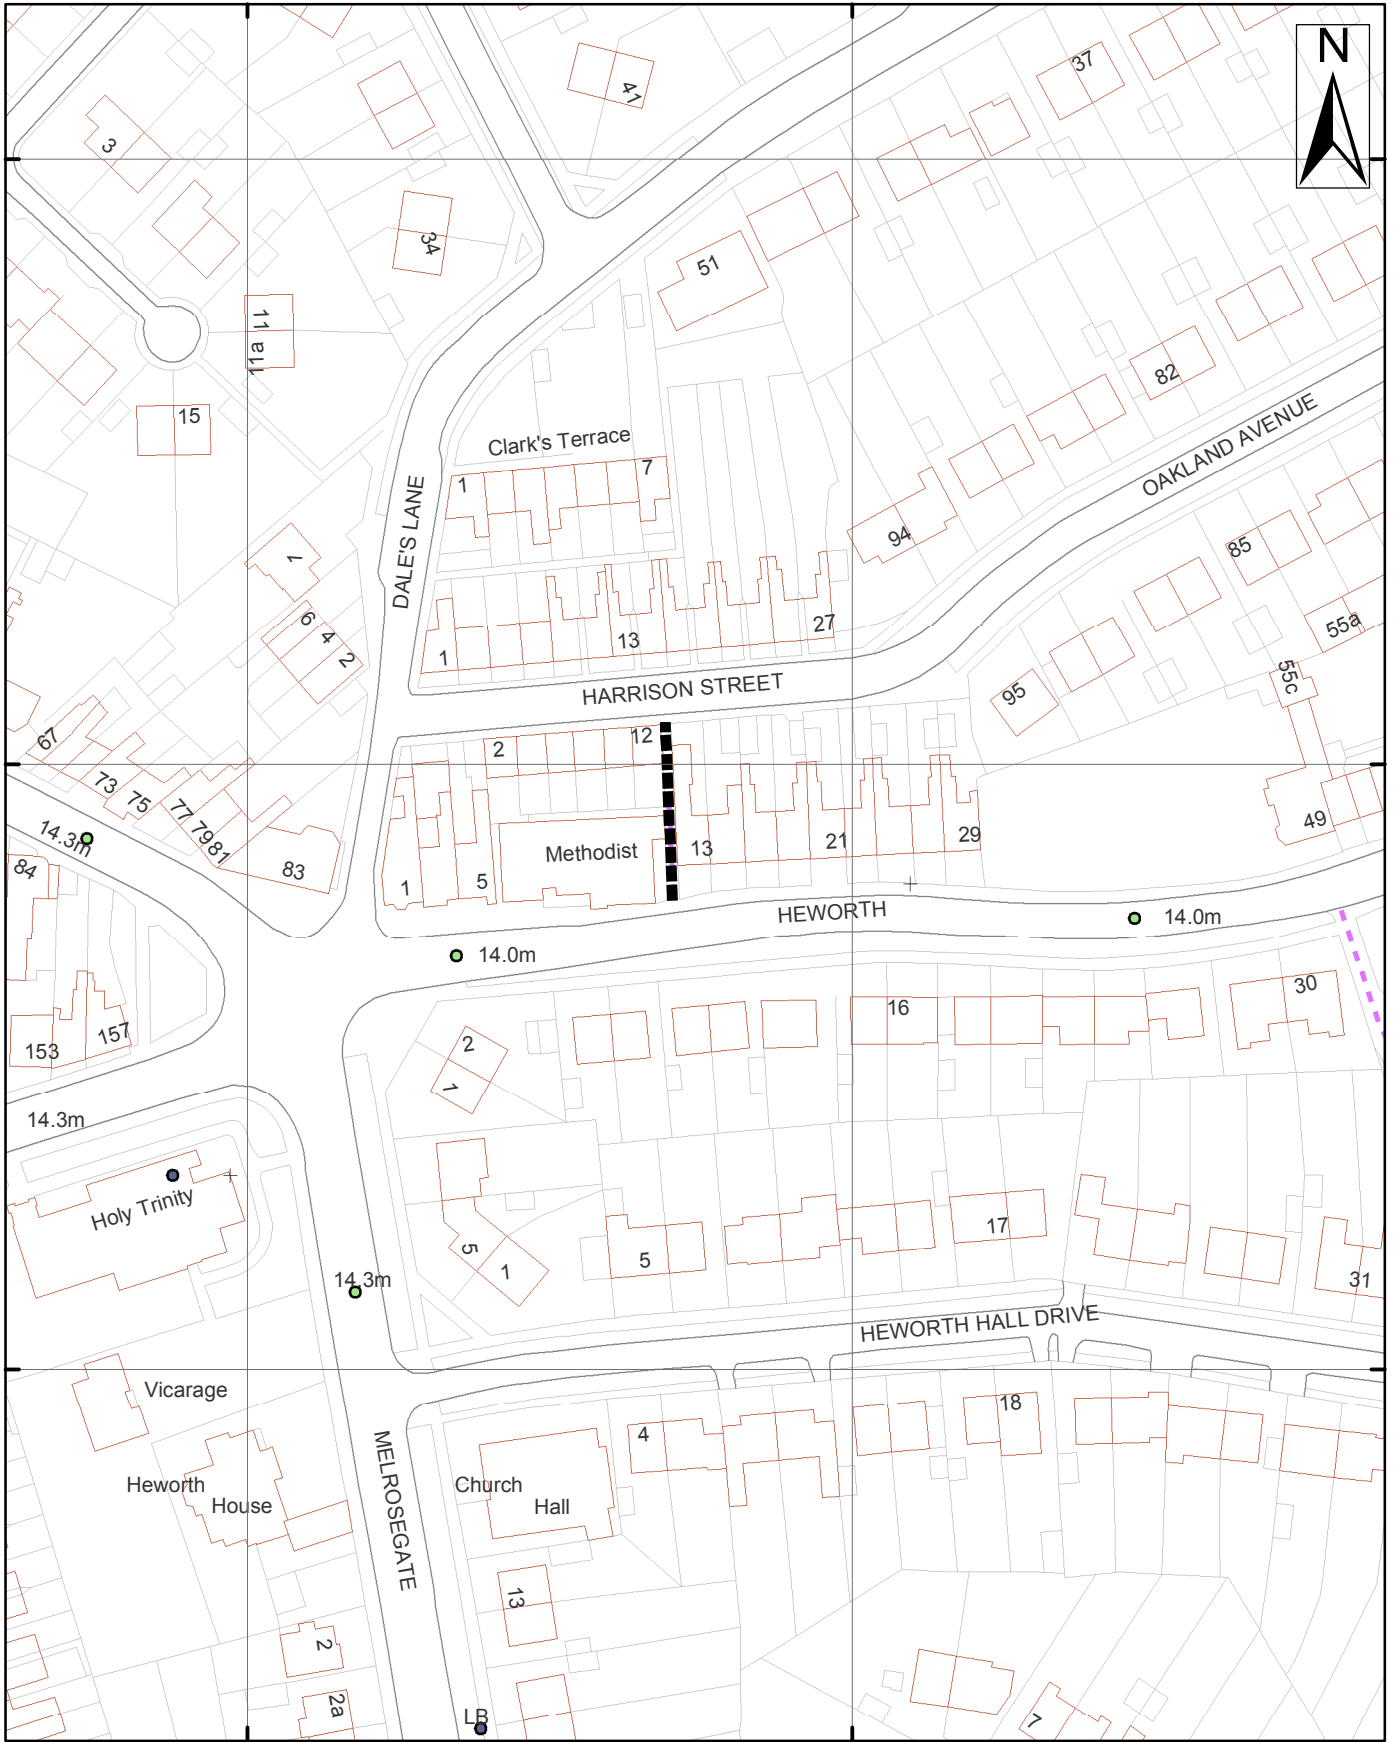 N
41
37
3
34
51
11
11a
82
15
OAKLAND AVENUE
Clark's Terrace
1
7
DALE'S LANE
94
85
1
6
4
2
27
55a
13
1
HARRISON STREET
55c
95
67
2
12
73
75
77
79
81
14.3m
49
84
83
1
5
Methodist
13
21
29
HEWORTH
14.0m
14.0m
30
16
153
157
2
1
14.3m
Holy Trinity
5
1
5
17
31
14.3m
HEWORTH HALL DRIVE
Vicarage
18
4
MELROSEGATE
Heworth
House
Church
Hall
13
2
2a
LB
7